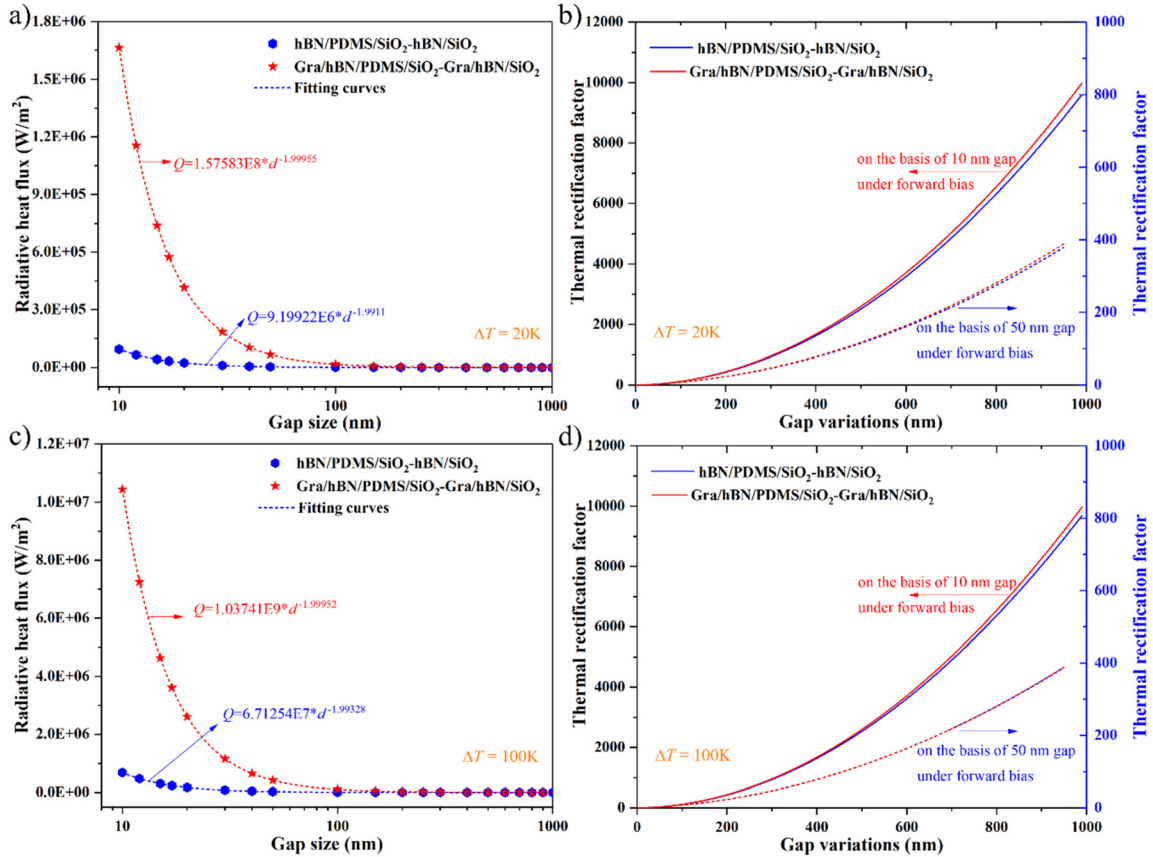 a)
1.8E+06
1.5E+06
1.2E+06
9.0E+05
6.0E+05
3.0E+05
0.0E+00
Radiative heat flux (W/m²)
hBN/PDMS/SiO₂-hBN/SiO₂
Gra/hBN/PDMS/SiO₂-Gra/hBN/SiO₂
Fitting curves
Q=1.57583E8*d⁻¹·⁹⁹⁹⁵⁵
Q=9.19922E6*d⁻¹·⁹⁹¹¹
ΔT = 20K
10 100 1000
Gap size (nm)
b)
12000
10000
8000
6000
4000
2000
0
Thermal rectification factor
hBN/PDMS/SiO₂-hBN/SiO₂
Gra/hBN/PDMS/SiO₂-Gra/hBN/SiO₂
on the basis of 10 nm gap
under forward bias
on the basis of 50 nm gap
under forward bias
ΔT = 20K
0 200 400 600 800 1000
Gap variations (nm)
1000
800
600
400
200
0
Thermal rectification factor
c)
1.2E+07
1.0E+07
8.0E+06
6.0E+06
4.0E+06
2.0E+06
0.0E+00
Radiative heat flux (W/m²)
hBN/PDMS/SiO₂-hBN/SiO₂
Gra/hBN/PDMS/SiO₂-Gra/hBN/SiO₂
Fitting curves
Q=1.03741E9*d⁻¹·⁹⁹⁹⁵²
Q=6.71254E7*d⁻¹·⁹⁹³²⁸
ΔT = 100K
10 100 1000
Gap size (nm)
d)
12000
10000
8000
6000
4000
2000
0
Thermal rectification factor
hBN/PDMS/SiO₂-hBN/SiO₂
Gra/hBN/PDMS/SiO₂-Gra/hBN/SiO₂
on the basis of 10 nm gap
under forward bias
on the basis of 50 nm gap
under forward bias
ΔT = 100K
0 200 400 600 800 1000
Gap variations (nm)
1000
800
600
400
200
0
Thermal rectification factor